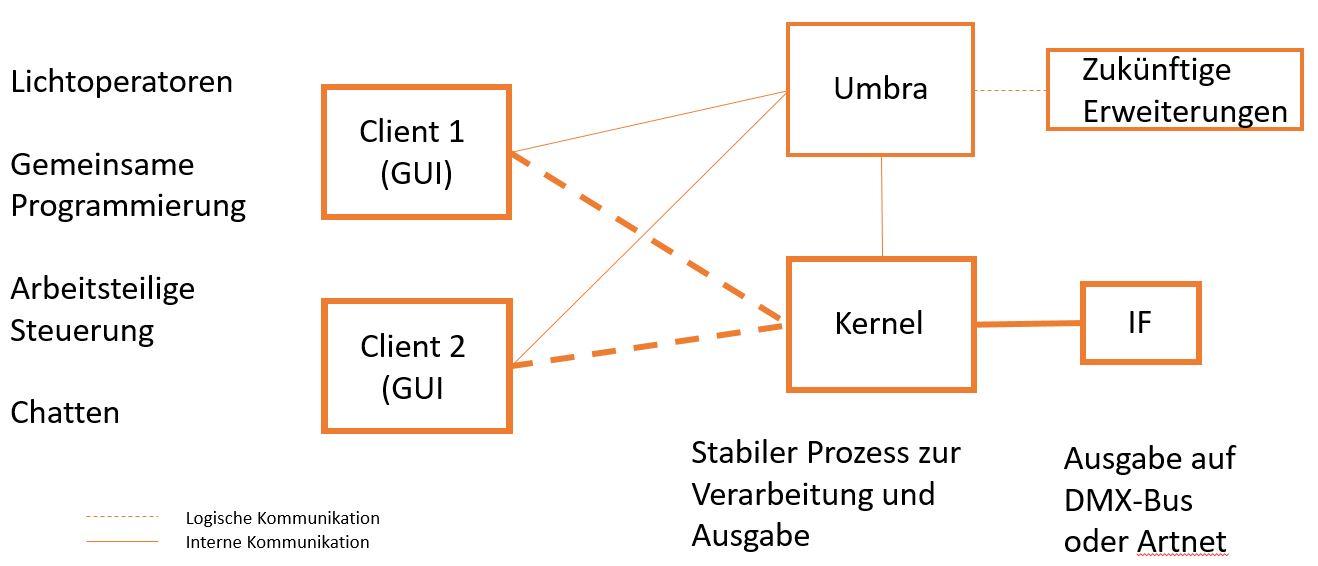 Lichtoperatoren
Gemeinsame
Programmierung
Arbeitsteilige
Steuerung
Chatten
Client 1
(GUI)
Client 2
(GUI
Umbra
Zukünftige
Erweiterungen
Kernel
IF
Stabiler Prozess zur
Verarbeitung und
Ausgabe
Ausgabe auf
DMX-Bus
oder Artnet
Logische Kommunikation
Interne Kommunikation